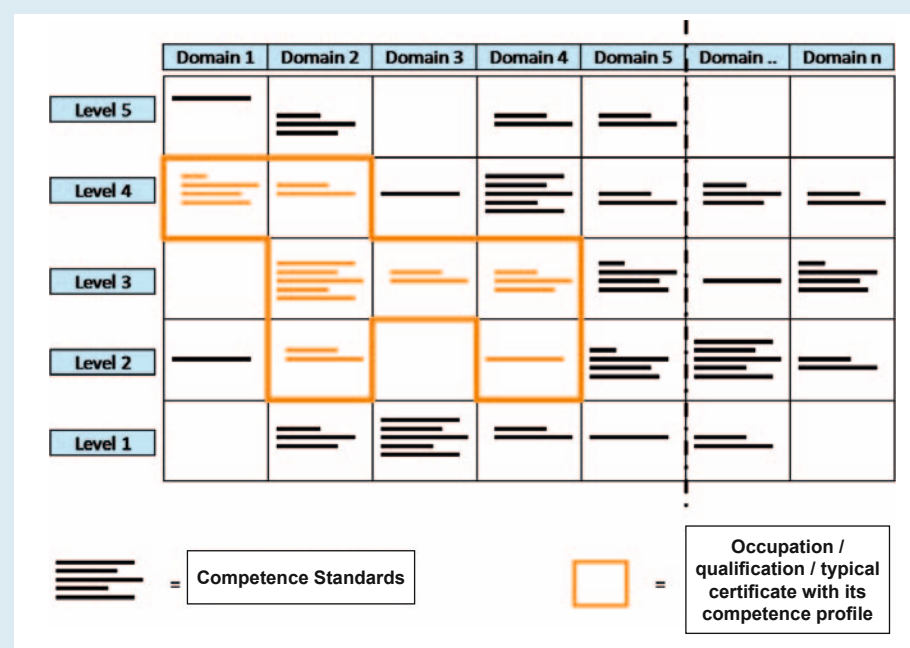 Domain 1 Domain 2 Domain 3 Domain 4 Domain 5 Domain .. Domain n
Level 5
Level 4
Level 3
Level 2
Level 1
= Competence Standards
= Occupation /
qualification / typical
certificate with its
competence profile